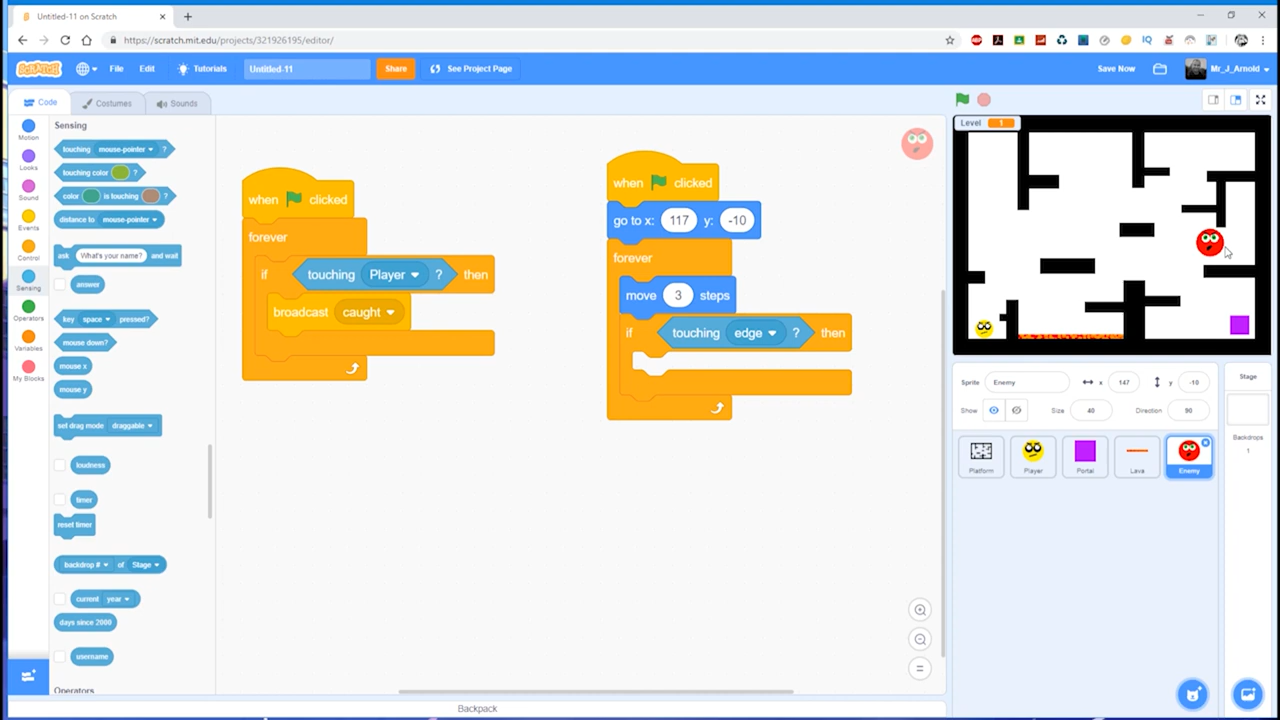 Untitled-11 on Scratch
https://scratch.mit.edu/projects/321926195/editor/
SCRATCH File Edit Tutorials Untitled-11 Share See Project Page Save Now Mr_J_Arnold
Code Costumes Sounds
Motion
Looks
Sound
Events
Control
Sensing
Operators
Variables
My Blocks
Sensing
touching mouse-pointer ?
touching color ?
color is touching ?
distance to mouse-pointer
ask What's your name? and wait
answer
key space pressed?
mouse down?
mouse x
mouse y
set drag mode draggable
loudness
timer
reset timer
backdrop # of Stage
current year
days since 2000
username
Operators
when clicked
forever
if touching Player ? then
broadcast caught
when clicked
go to x: 117 y: -10
forever
move 3 steps
if touching edge ? then
Level 1
Sprite Enemy x 147 y -10
Show Size 40 Direction 90
Platform Player Portal Lava Enemy
Stage
Backdrops
1
Backpack